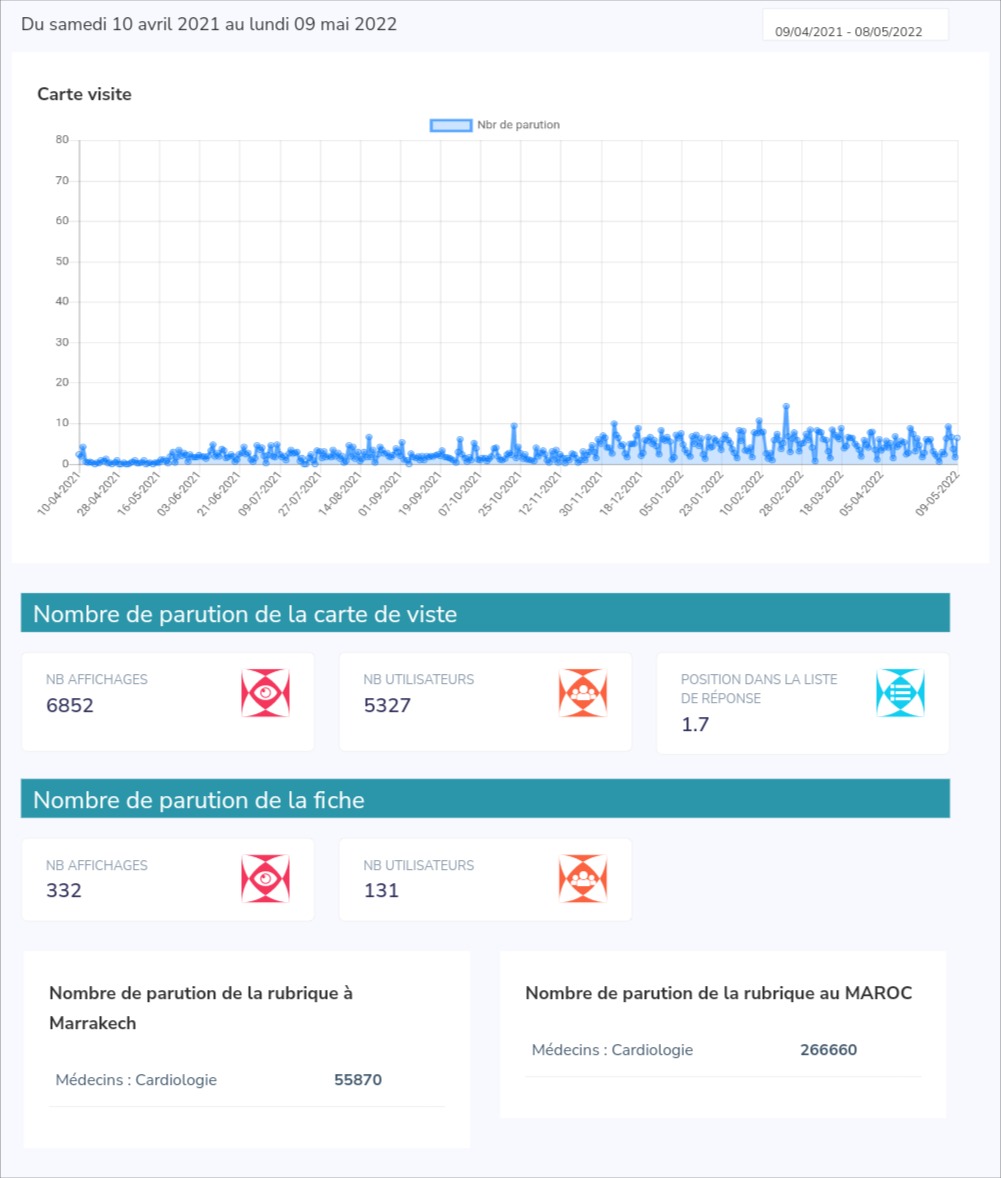 Du samedi 10 avril 2021 au lundi 09 mai 2022
09/04/2021 - 08/05/2022
Carte visite
Nbr de parution
80
70
60
50
40
30
20
10
0
10-04-2021
28-04-2021
16-05-2021
03-06-2021
21-06-2021
09-07-2021
27-07-2021
14-08-2021
01-09-2021
19-09-2021
07-10-2021
25-10-2021
12-11-2021
30-11-2021
18-12-2021
05-01-2022
23-01-2022
10-02-2022
28-02-2022
18-03-2022
05-04-2022
09-05-2022
Nombre de parution de la carte de viste
NB AFFICHAGES
6852
NB UTILISATEURS
5327
POSITION DANS LA LISTE
DE RÉPONSE
1.7
Nombre de parution de la fiche
NB AFFICHAGES
332
NB UTILISATEURS
131
Nombre de parution de la rubrique à
Marrakech
Médecins : Cardiologie 55870
Nombre de parution de la rubrique au MAROC
Médecins : Cardiologie 266660